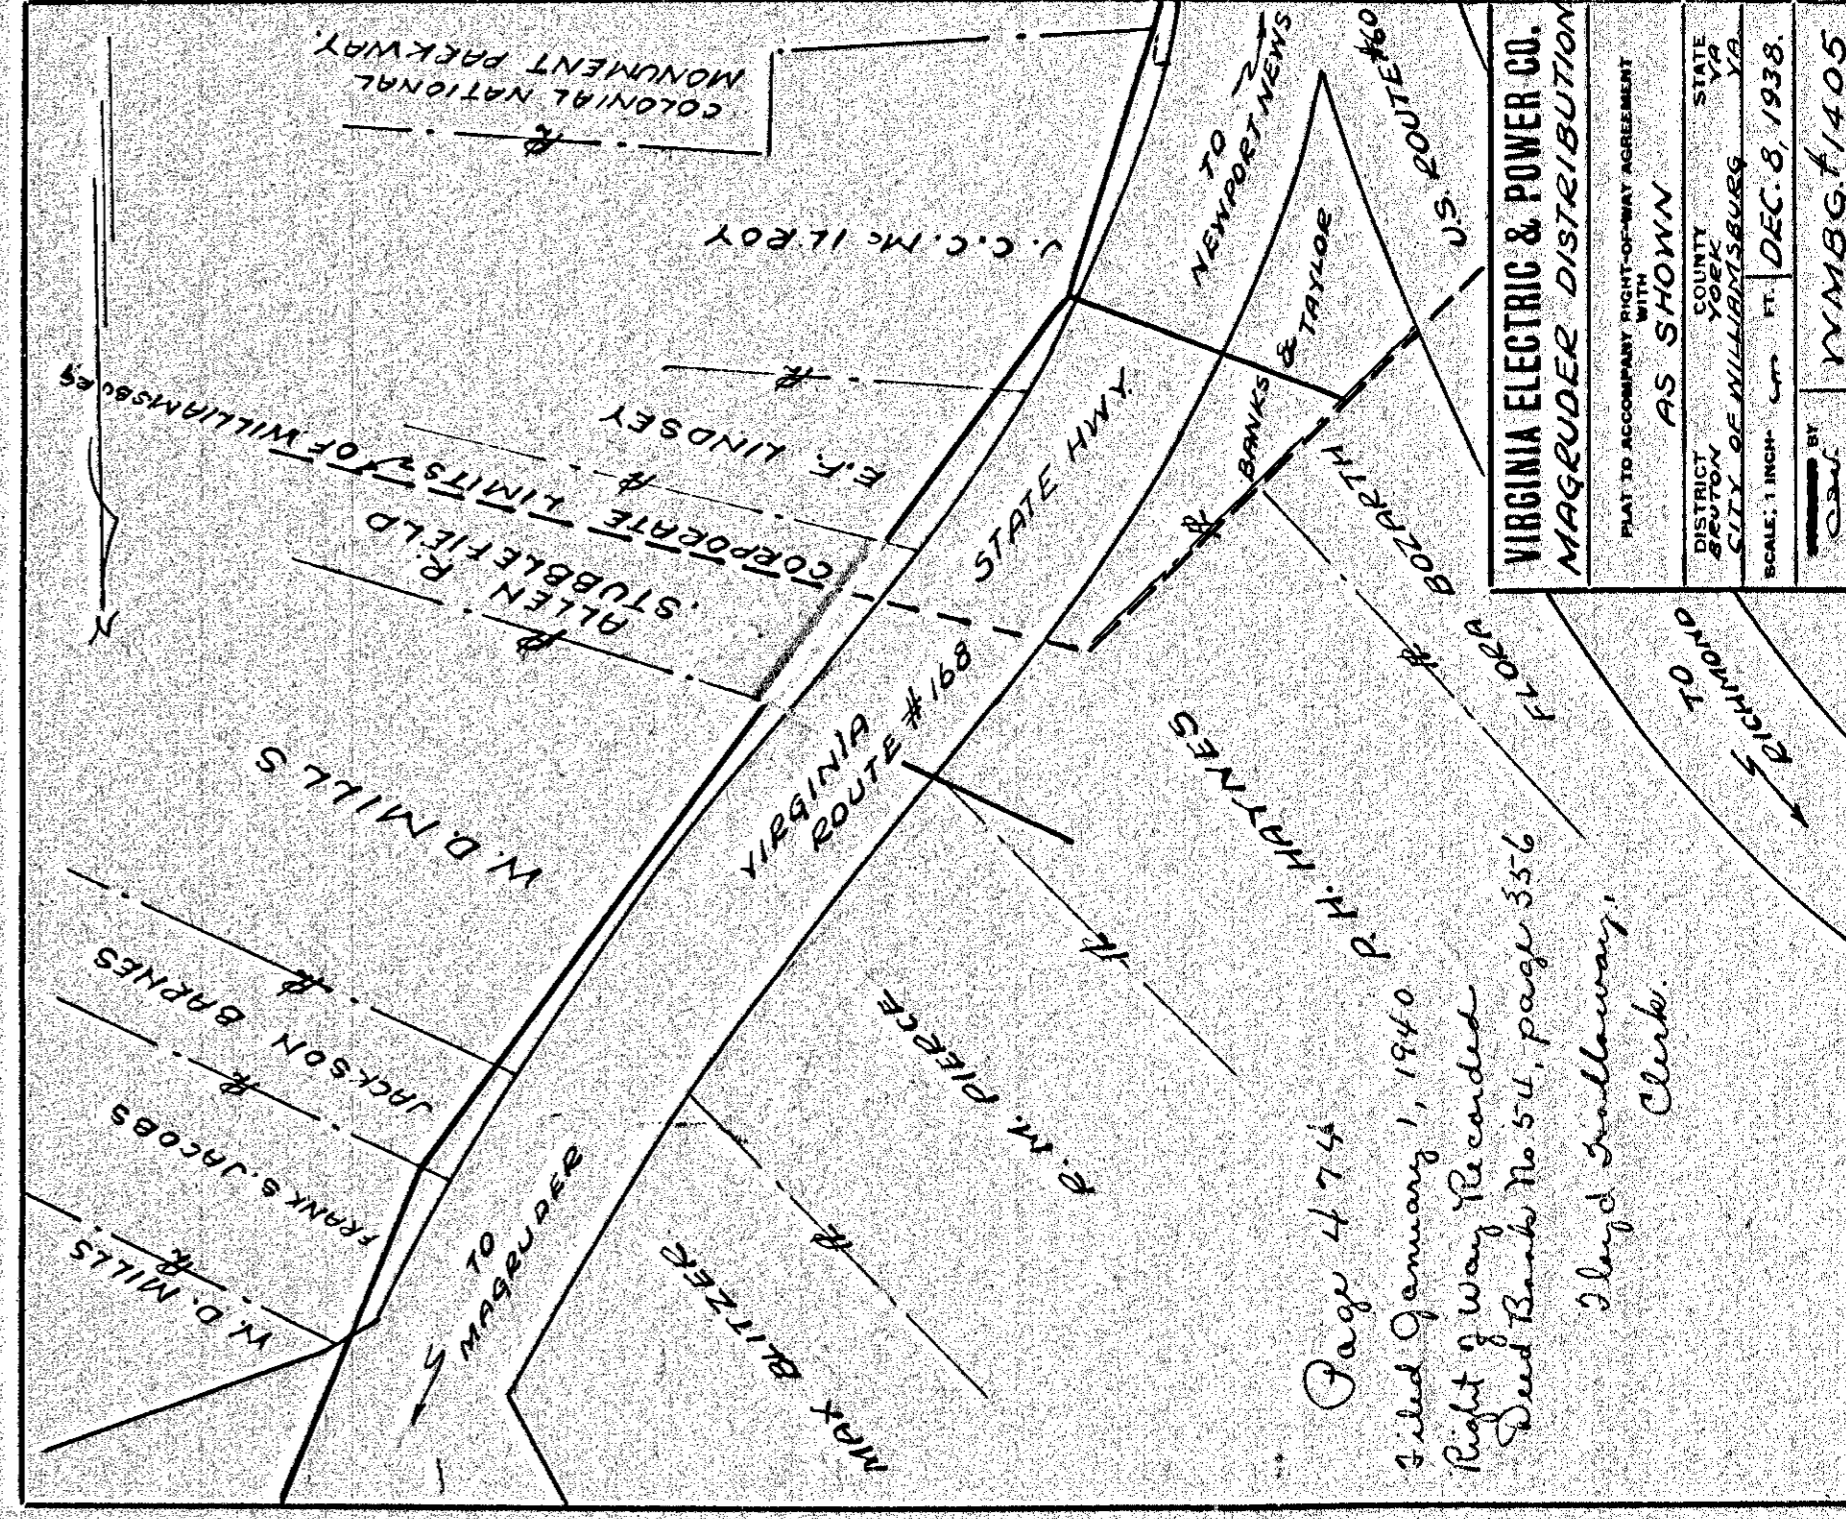 COLONIAL NATIONAL
MONUMENT PARKWAY.
J. C. C. Mc ILROY
E.F. LINDSEY
CORPORATE LIMITS OF WILLIAMSBURG
ALLEN R.
STUBBLEFIELD
W. D. MILLS
JACKSON BARNES
FRANK S. JACOBS
W. D. MILLS
N
TO
NEWPORT NEWS
U.S. ROUTE #60
BANKS & TAYLOR
STATE HWY
VIRGINIA
ROUTE #168
TO
MAGRUDER
FLORA BOZARTH
P. H. HAYNES
R. M. PIERCE
MAX BLITZER
TO
RICHMOND
VIRGINIA ELECTRIC & POWER CO.
MAGRUDER DISTRIBUTION
PLAT TO ACCOMPANY RIGHT-OF-WAY AGREEMENT
WITH
AS SHOWN
DISTRICT COUNTY STATE
BRUTON YORK VA
CITY OF WILLIAMSBURG VA.
SCALE: 1 INCH= FT. DEC. 8, 1938.
BY WMBG. #1405
Page 474
Filed January 1, 1940
Right of Way Recorded
Deed Book No. 54, page 356
Clerk.